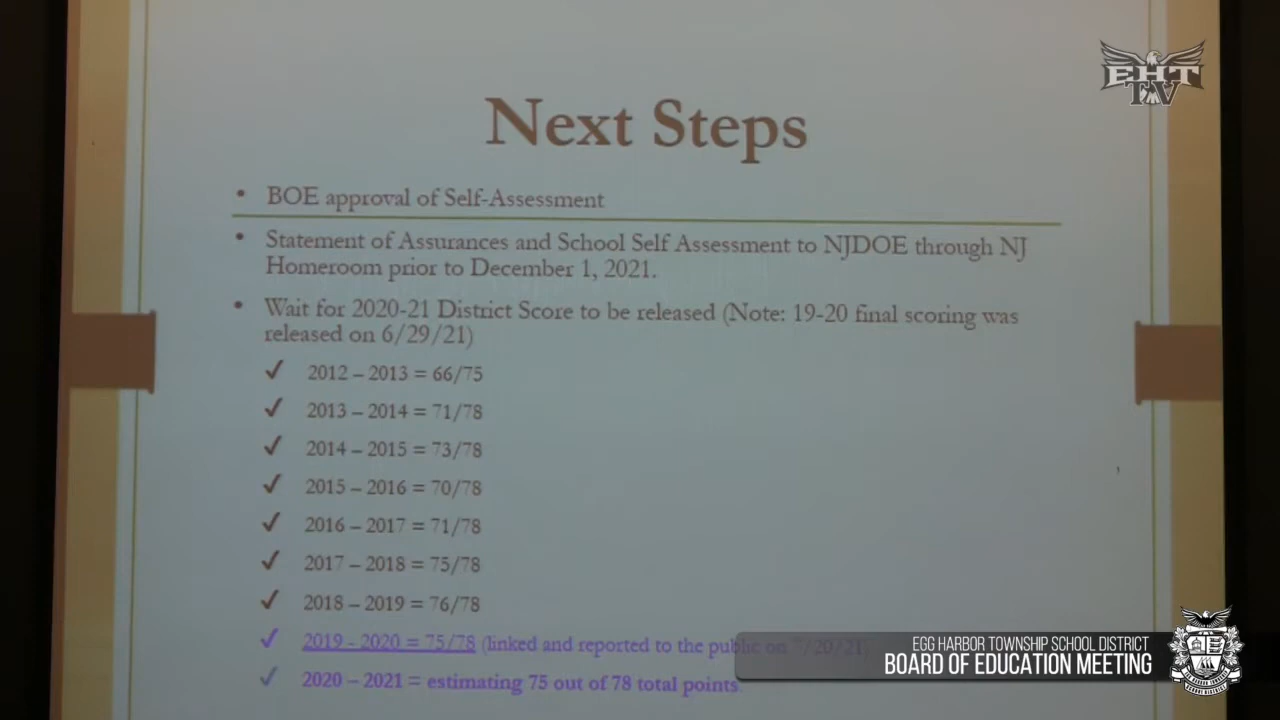 EHT
TV
Next Steps
• BOE approval of Self-Assessment
• Statement of Assurances and School Self Assessment to NJDOE through NJ
Homeroom prior to December 1, 2021.
• Wait for 2020-21 District Score to be released (Note: 19-20 final scoring was
released on 6/29/21)
✓ 2012 – 2013 = 66/75
✓ 2013 – 2014 = 71/78
✓ 2014 – 2015 = 73/78
✓ 2015 – 2016 = 70/78
✓ 2016 – 2017 = 71/78
✓ 2017 – 2018 = 75/78
✓ 2018 – 2019 = 76/78
✓ 2019 - 2020 = 75/78 (linked and reported to the public on 7/20/21)
✓ 2020 – 2021 = estimating 75 out of 78 total points
EGG HARBOR TOWNSHIP SCHOOL DISTRICT
BOARD OF EDUCATION MEETING